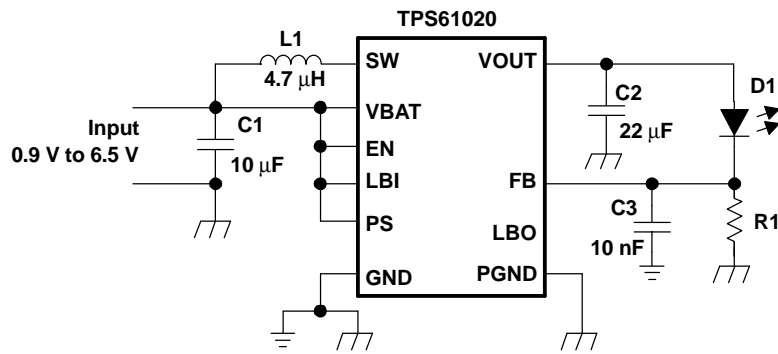 TPS61020
L1
4.7 μH
SW
VOUT
D1
VBAT
C2
22 μF
Input
0.9 V to 6.5 V
C1
10 μF
EN
LBI
FB
PS
C3
10 nF
R1
LBO
GND
PGND